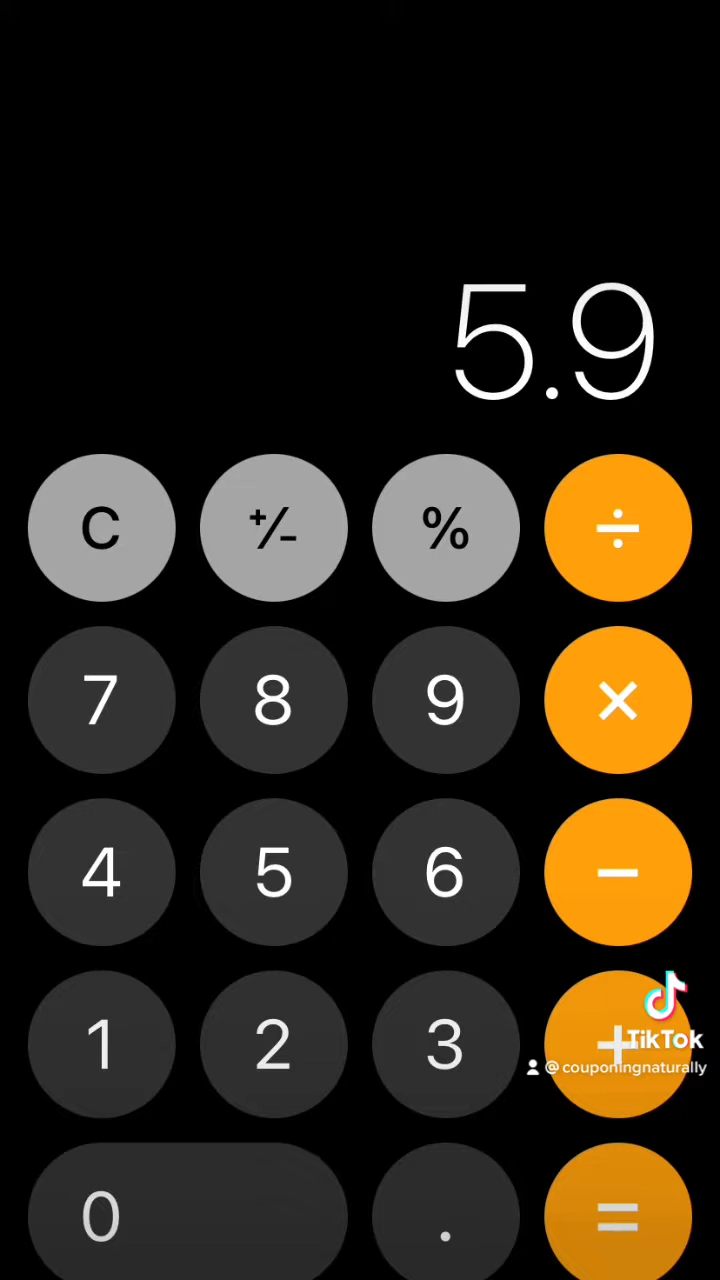 5.9
C ⁺⁄₋ % ÷
7 8 9 ×
4 5 6 −
1 2 3 +
TikTok
@ couponingnaturally
0 . =